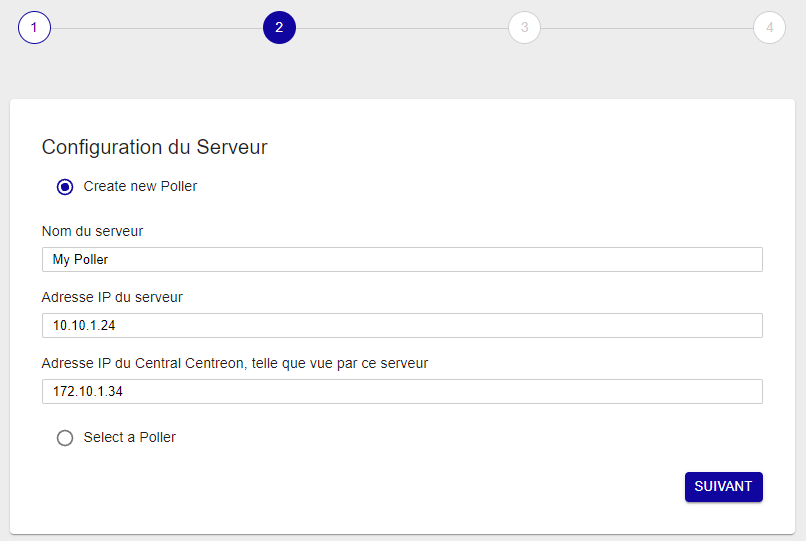 1
2
3
4
Configuration du Serveur
Create new Poller
Nom du serveur
My Poller
Adresse IP du serveur
10.10.1.24
Adresse IP du Central Centreon, telle que vue par ce serveur
172.10.1.34
Select a Poller
SUIVANT